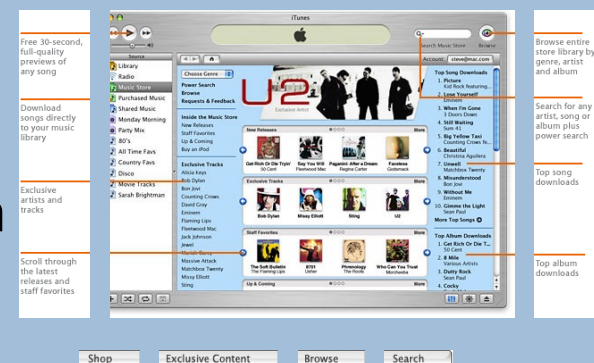 Free 30-second,
full-quality
previews of
any song
Download
songs directly
to your music
library
Exclusive
artists and
tracks
Scroll through
the latest
releases and
staff favorites
iTunes
Search Music Store
Browse
Source
Library
Radio
Music Store
Purchased Music
Shared Music
Monday Morning
Party Mix
80's
All Time Favs
Country Favs
Disco
Movie Tracks
Sarah Brightman
Account: steve@mac.com
Choose Genre
Power Search
Browse
Requests & Feedback
Inside the Music Store
New Releases
Staff Favorites
Up & Coming
Buy an iPod
Exclusive Tracks
Alicia Keys
Bob Dylan
Bon Jovi
Counting Crows
David Gray
Eminem
Flaming Lips
Fleetwood Mac
Jack Johnson
Jewel
Mariah Carey
Massive Attack
Matchbox Twenty
Missy Elliott
Sting
U2
Exclusive Artist
New Releases
More
Get Rich Or Die Tryin'
50 Cent
Say You Will
Fleetwood Mac
Paganini: After a Dream
Regina Carter
Faceless
Godsmack
Exclusive Tracks
More
Bob Dylan
Missy Elliott
Sting
U2
Staff Favorites
More
The Soft Bulletin
The Flaming Lips
8701
Usher
Phrenology
The Roots
Who Can You Trust
Morcheeba
Up & Coming
More
Top Song Downloads
1. Picture
Kid Rock featuring...
2. Lose Yourself
Eminem
3. When I'm Gone
3 Doors Down
4. Still Waiting
Sum 41
5. Big Yellow Taxi
Counting Crows fe...
6. Beautiful
Christina Aguilera
7. Unwell
Matchbox Twenty
8. Misunderstood
Bon Jovi
9. Without Me
Eminem
10. Gimme the Light
Sean Paul
More Top Songs
Top Album Downloads
1. Get Rich Or Die T...
50 Cent
2. 8 Mile
Various Artists
3. Dutty Rock
Sean Paul
4. Cocky
Browse entire
store library by
genre, artist
and album
Search for any
artist, song or
album plus
power search
Top song
downloads
Top album
downloads
Shop
Exclusive Content
Browse
Search